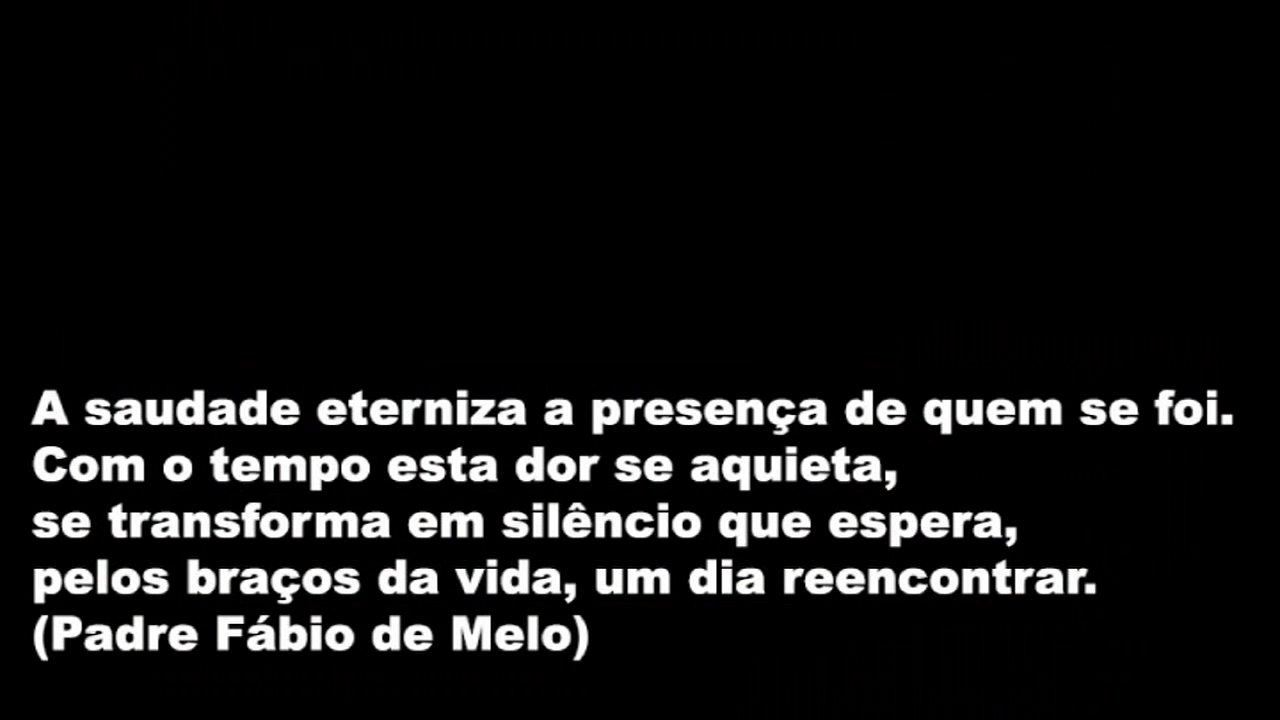 A saudade eterniza a presença de quem se foi.
Com o tempo esta dor se aquieta,
se transforma em silêncio que espera,
pelos braços da vida, um dia reencontrar.
(Padre Fábio de Melo)